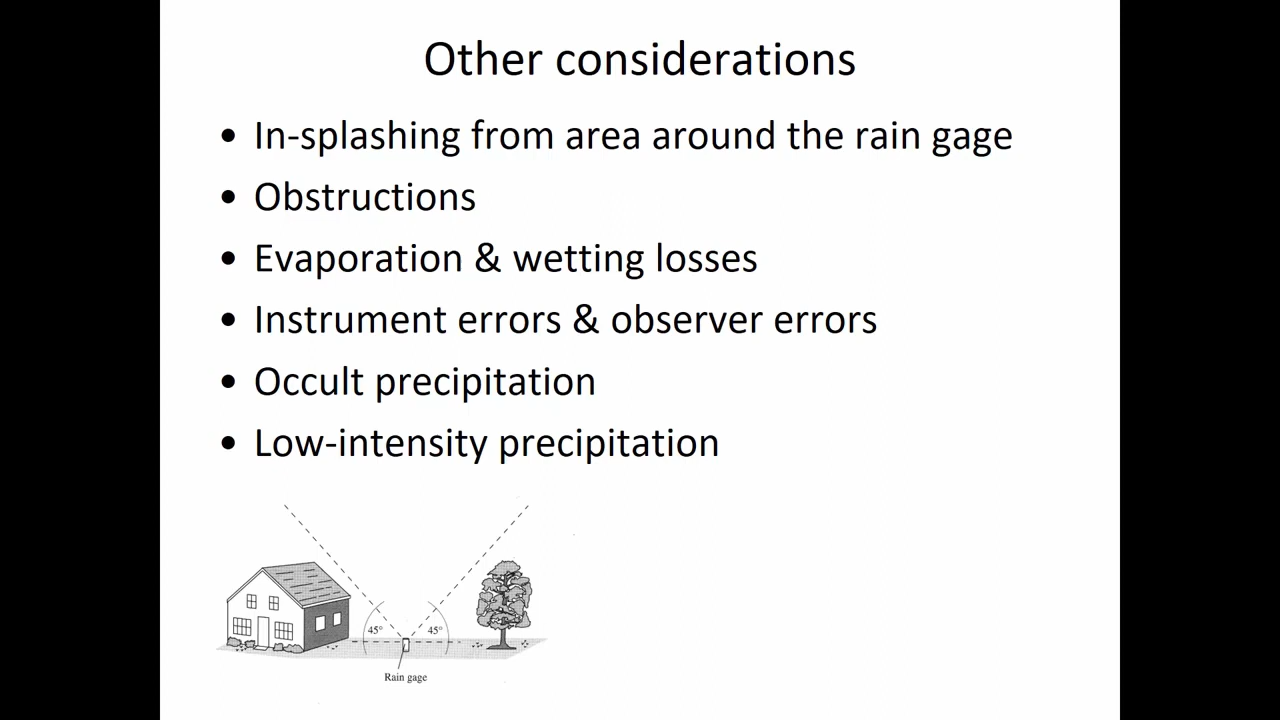 Other considerations
• In-splashing from area around the rain gage
• Obstructions
• Evaporation & wetting losses
• Instrument errors & observer errors
• Occult precipitation
• Low-intensity precipitation
45° 45°
Rain gage